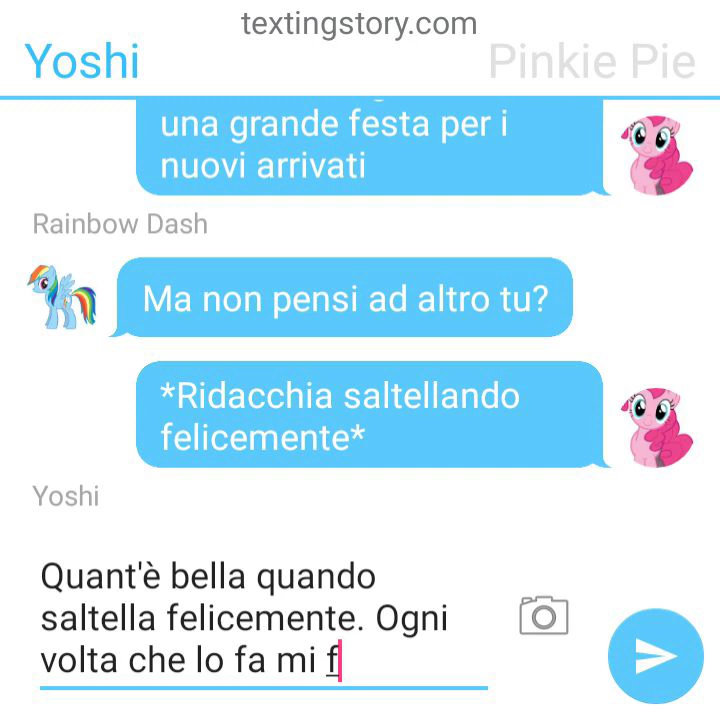 textingstory.com
Yoshi
Pinkie Pie
una grande festa per i
nuovi arrivati
Rainbow Dash
Ma non pensi ad altro tu?
*Ridacchia saltellando
felicemente*
Yoshi
Quant'è bella quando
saltella felicemente. Ogni
volta che lo fa mi f